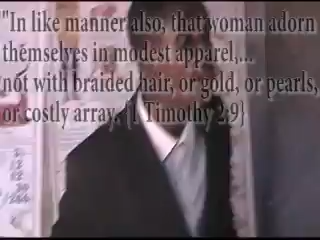 "In like manner also, that woman adorn
themselves in modest apparel,...
not with braided hair, or gold, or pearls,
or costly array. {1 Timothy 2:9}